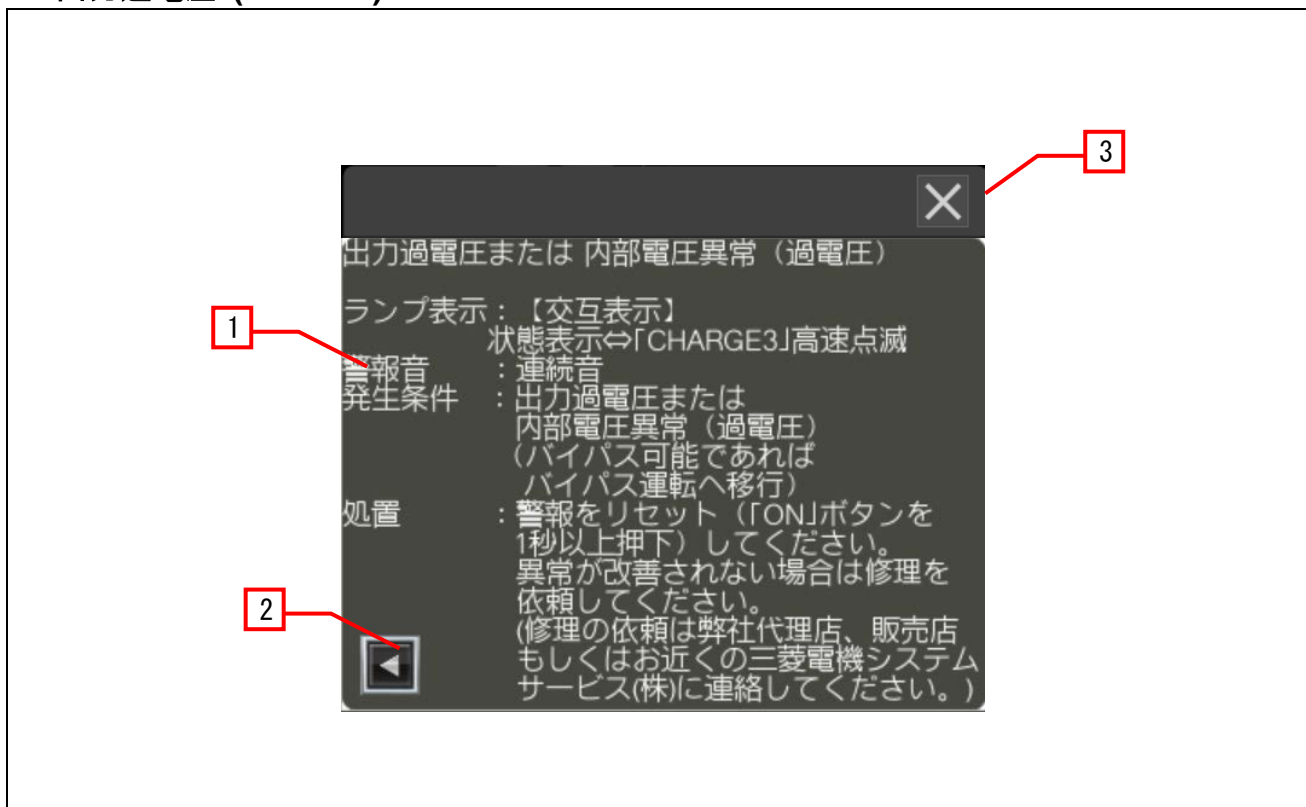 3
出力過電圧または 内部電圧異常（過電圧）
ランプ表示：【交互表示】
状態表示⇔｢CHARGE3｣高速点滅
1
警報音　　：連続音
発生条件　：出力過電圧または
内部電圧異常（過電圧）
（バイパス可能であれば
バイパス運転へ移行）
処置　　　：警報をリセット（｢ON｣ボタンを
1秒以上押下）してください。
異常が改善されない場合は修理を
依頼してください。
2
(修理の依頼は弊社代理店、販売店
もしくはお近くの三菱電機システム
サービス(株)に連絡してください。)